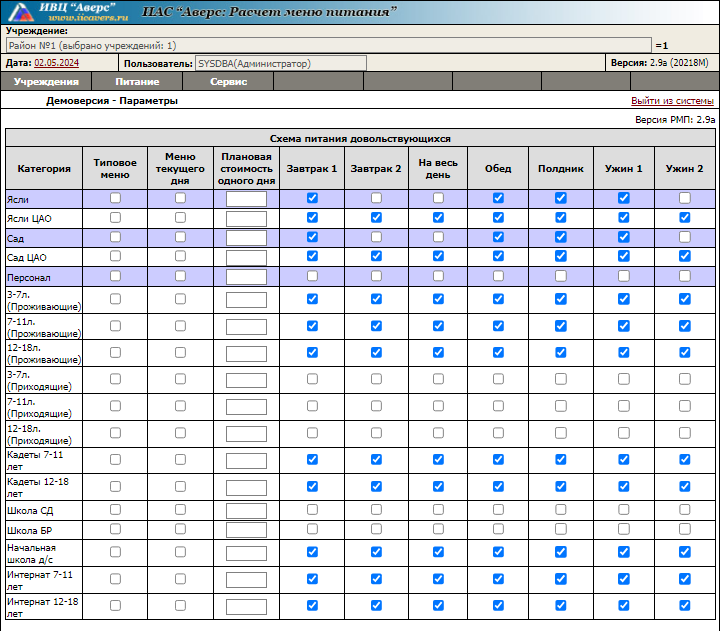 ИВЦ “Аверс”
www.iicavers.ru
ПАС “Аверс: Расчет меню питания”
Учреждение:
Район №1 (выбрано учреждений: 1) =1
Дата: 02.05.2024 Пользователь: SYSDBA(Администратор) Версия: 2.9a (20218M)
Учреждения Питание Сервис
Демоверсия - Параметры Выйти из системы
Версия РМП: 2.9a
Схема питания довольствующихся
Категория Типовое меню Меню текущего дня Плановая стоимость одного дня Завтрак 1 Завтрак 2 На весь день Обед Полдник Ужин 1 Ужин 2
Ясли
Ясли ЦАО
Сад
Сад ЦАО
Персонал
3-7л.
(Проживающие)
7-11л.
(Проживающие)
12-18л.
(Проживающие)
3-7л.
(Приходящие)
7-11л.
(Приходящие)
12-18л.
(Приходящие)
Кадеты 7-11
лет
Кадеты 12-18
лет
Школа СД
Школа БР
Начальная
школа д/с
Интернат 7-11
лет
Интернат 12-18
лет